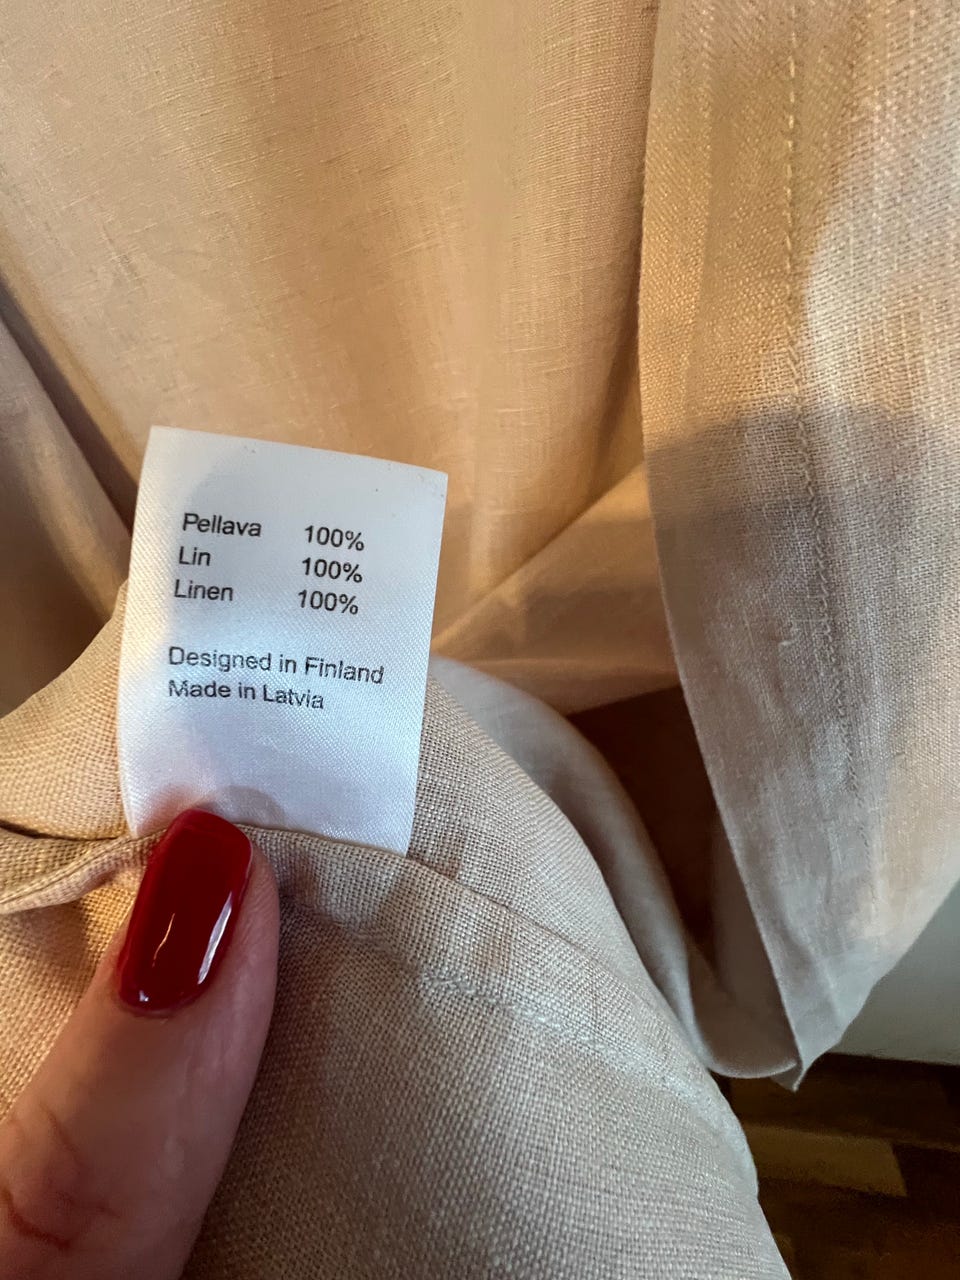 Pellava 100%
Lin 100%
Linen 100%
Designed in Finland
Made in Latvia